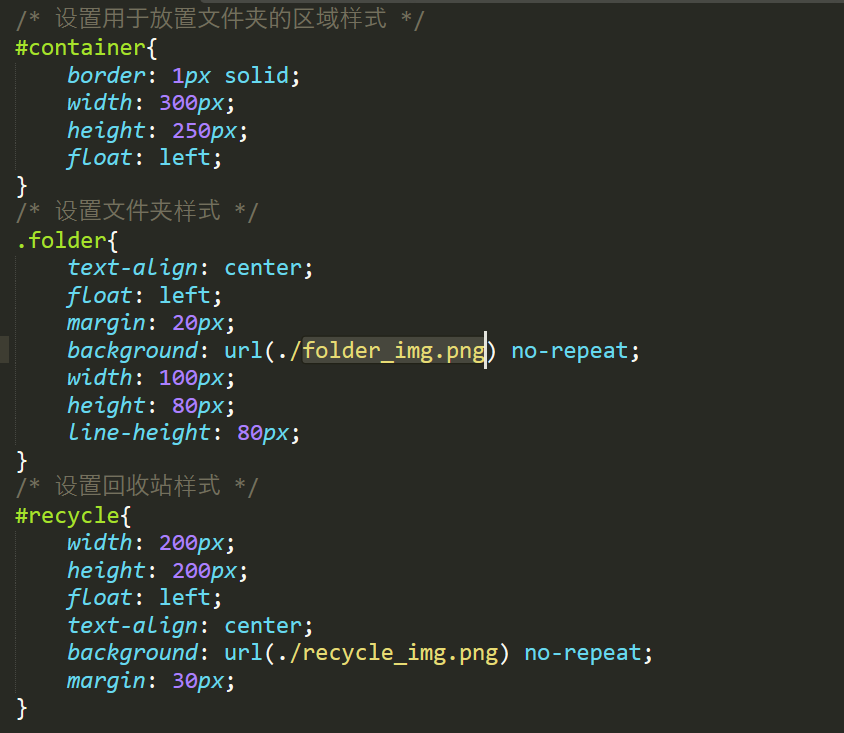 /* 设置用于放置文件夹的区域样式 */
#container{
border: 1px solid;
width: 300px;
height: 250px;
float: left;
}
/* 设置文件夹样式 */
.folder{
text-align: center;
float: left;
margin: 20px;
background: url(./folder_img.png) no-repeat;
width: 100px;
height: 80px;
line-height: 80px;
}
/* 设置回收站样式 */
#recycle{
width: 200px;
height: 200px;
float: left;
text-align: center;
background: url(./recycle_img.png) no-repeat;
margin: 30px;
}